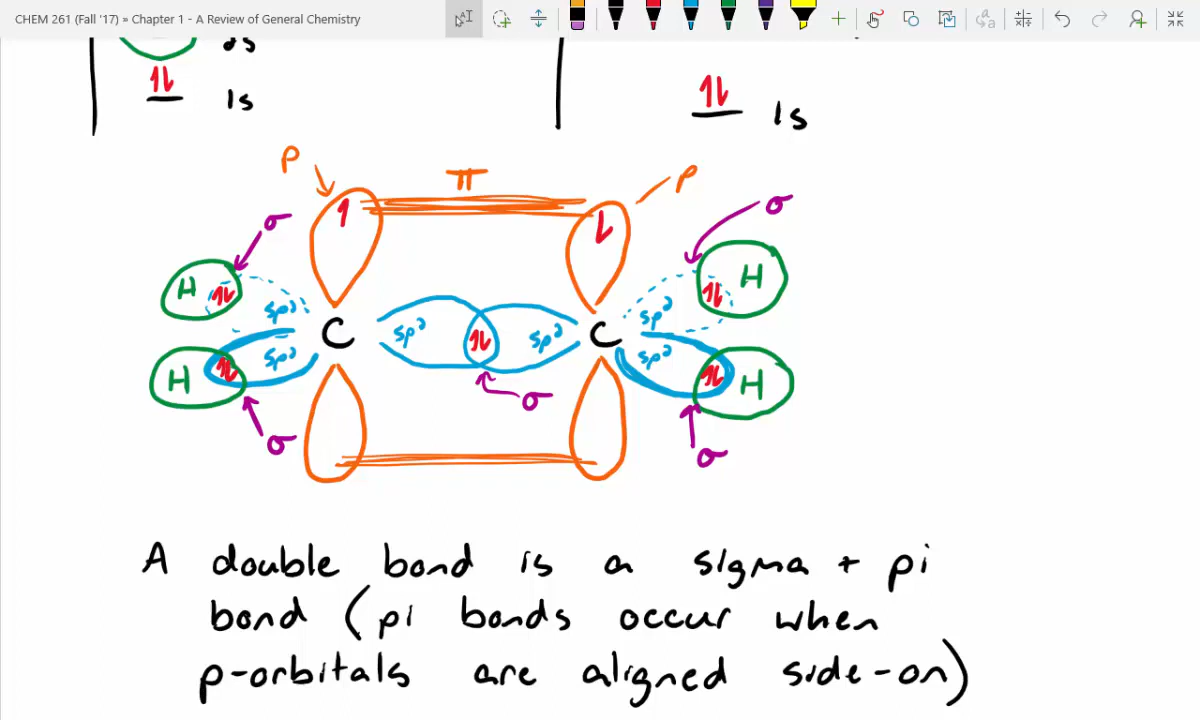 CHEM 261 (Fall '17) » Chapter 1 - A Review of General Chemistry
1s
1s
P
π
P
σ
σ
H
H
sp²
sp²
C
sp²
sp²
C
sp²
sp²
H
H
σ
σ
σ
A double bond is a sigma + pi
bond (pi bonds occur when
p-orbitals are aligned side-on)